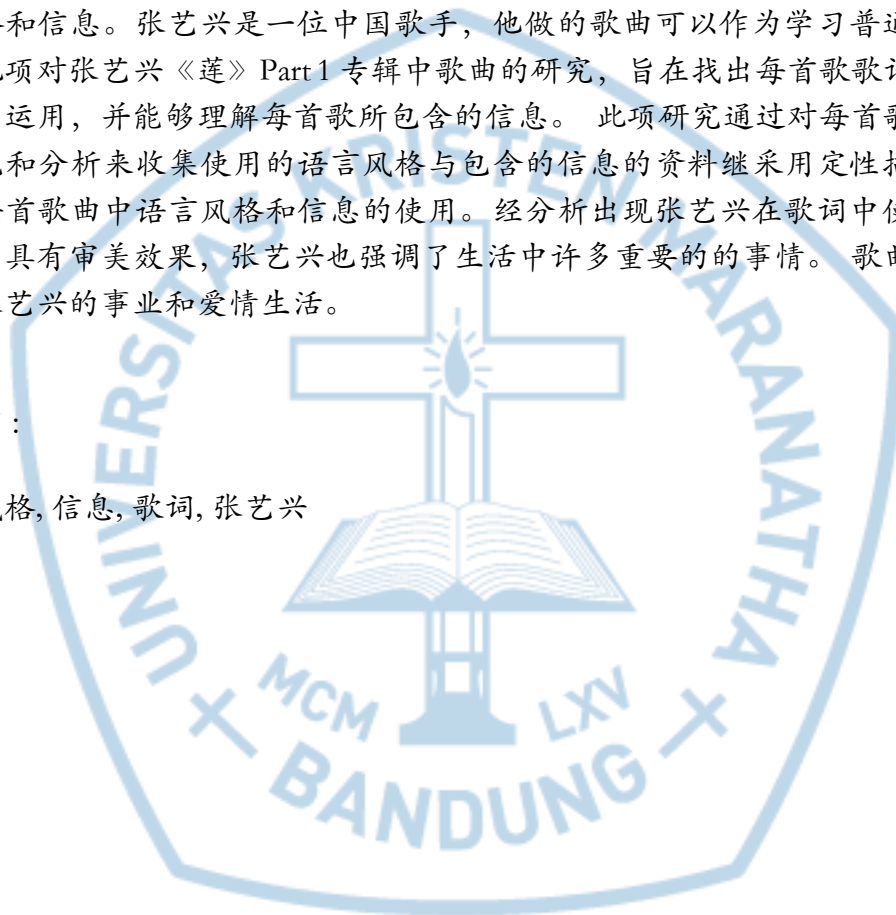 和信息。张艺兴是一位中国歌手，他做的歌曲可以作为学习普
项对张艺兴《莲》Part 1 专辑中歌曲的研究，旨在找出每首歌歌
运用，并能够理解每首歌所包含的信息。 此项研究通过对每首歌
和分析来收集使用的语言风格与包含的信息的资料继采用定性
首歌曲中语言风格和信息的使用。经分析出现张艺兴在歌词中
具有审美效果，张艺兴也强调了生活中许多重要的的事情。 歌
艺兴的事业和爱情生活。
:
格, 信息, 歌词, 张艺兴
UNIVERSITAS KRISTEN MARANATHA
MCM LXV
BANDUNG